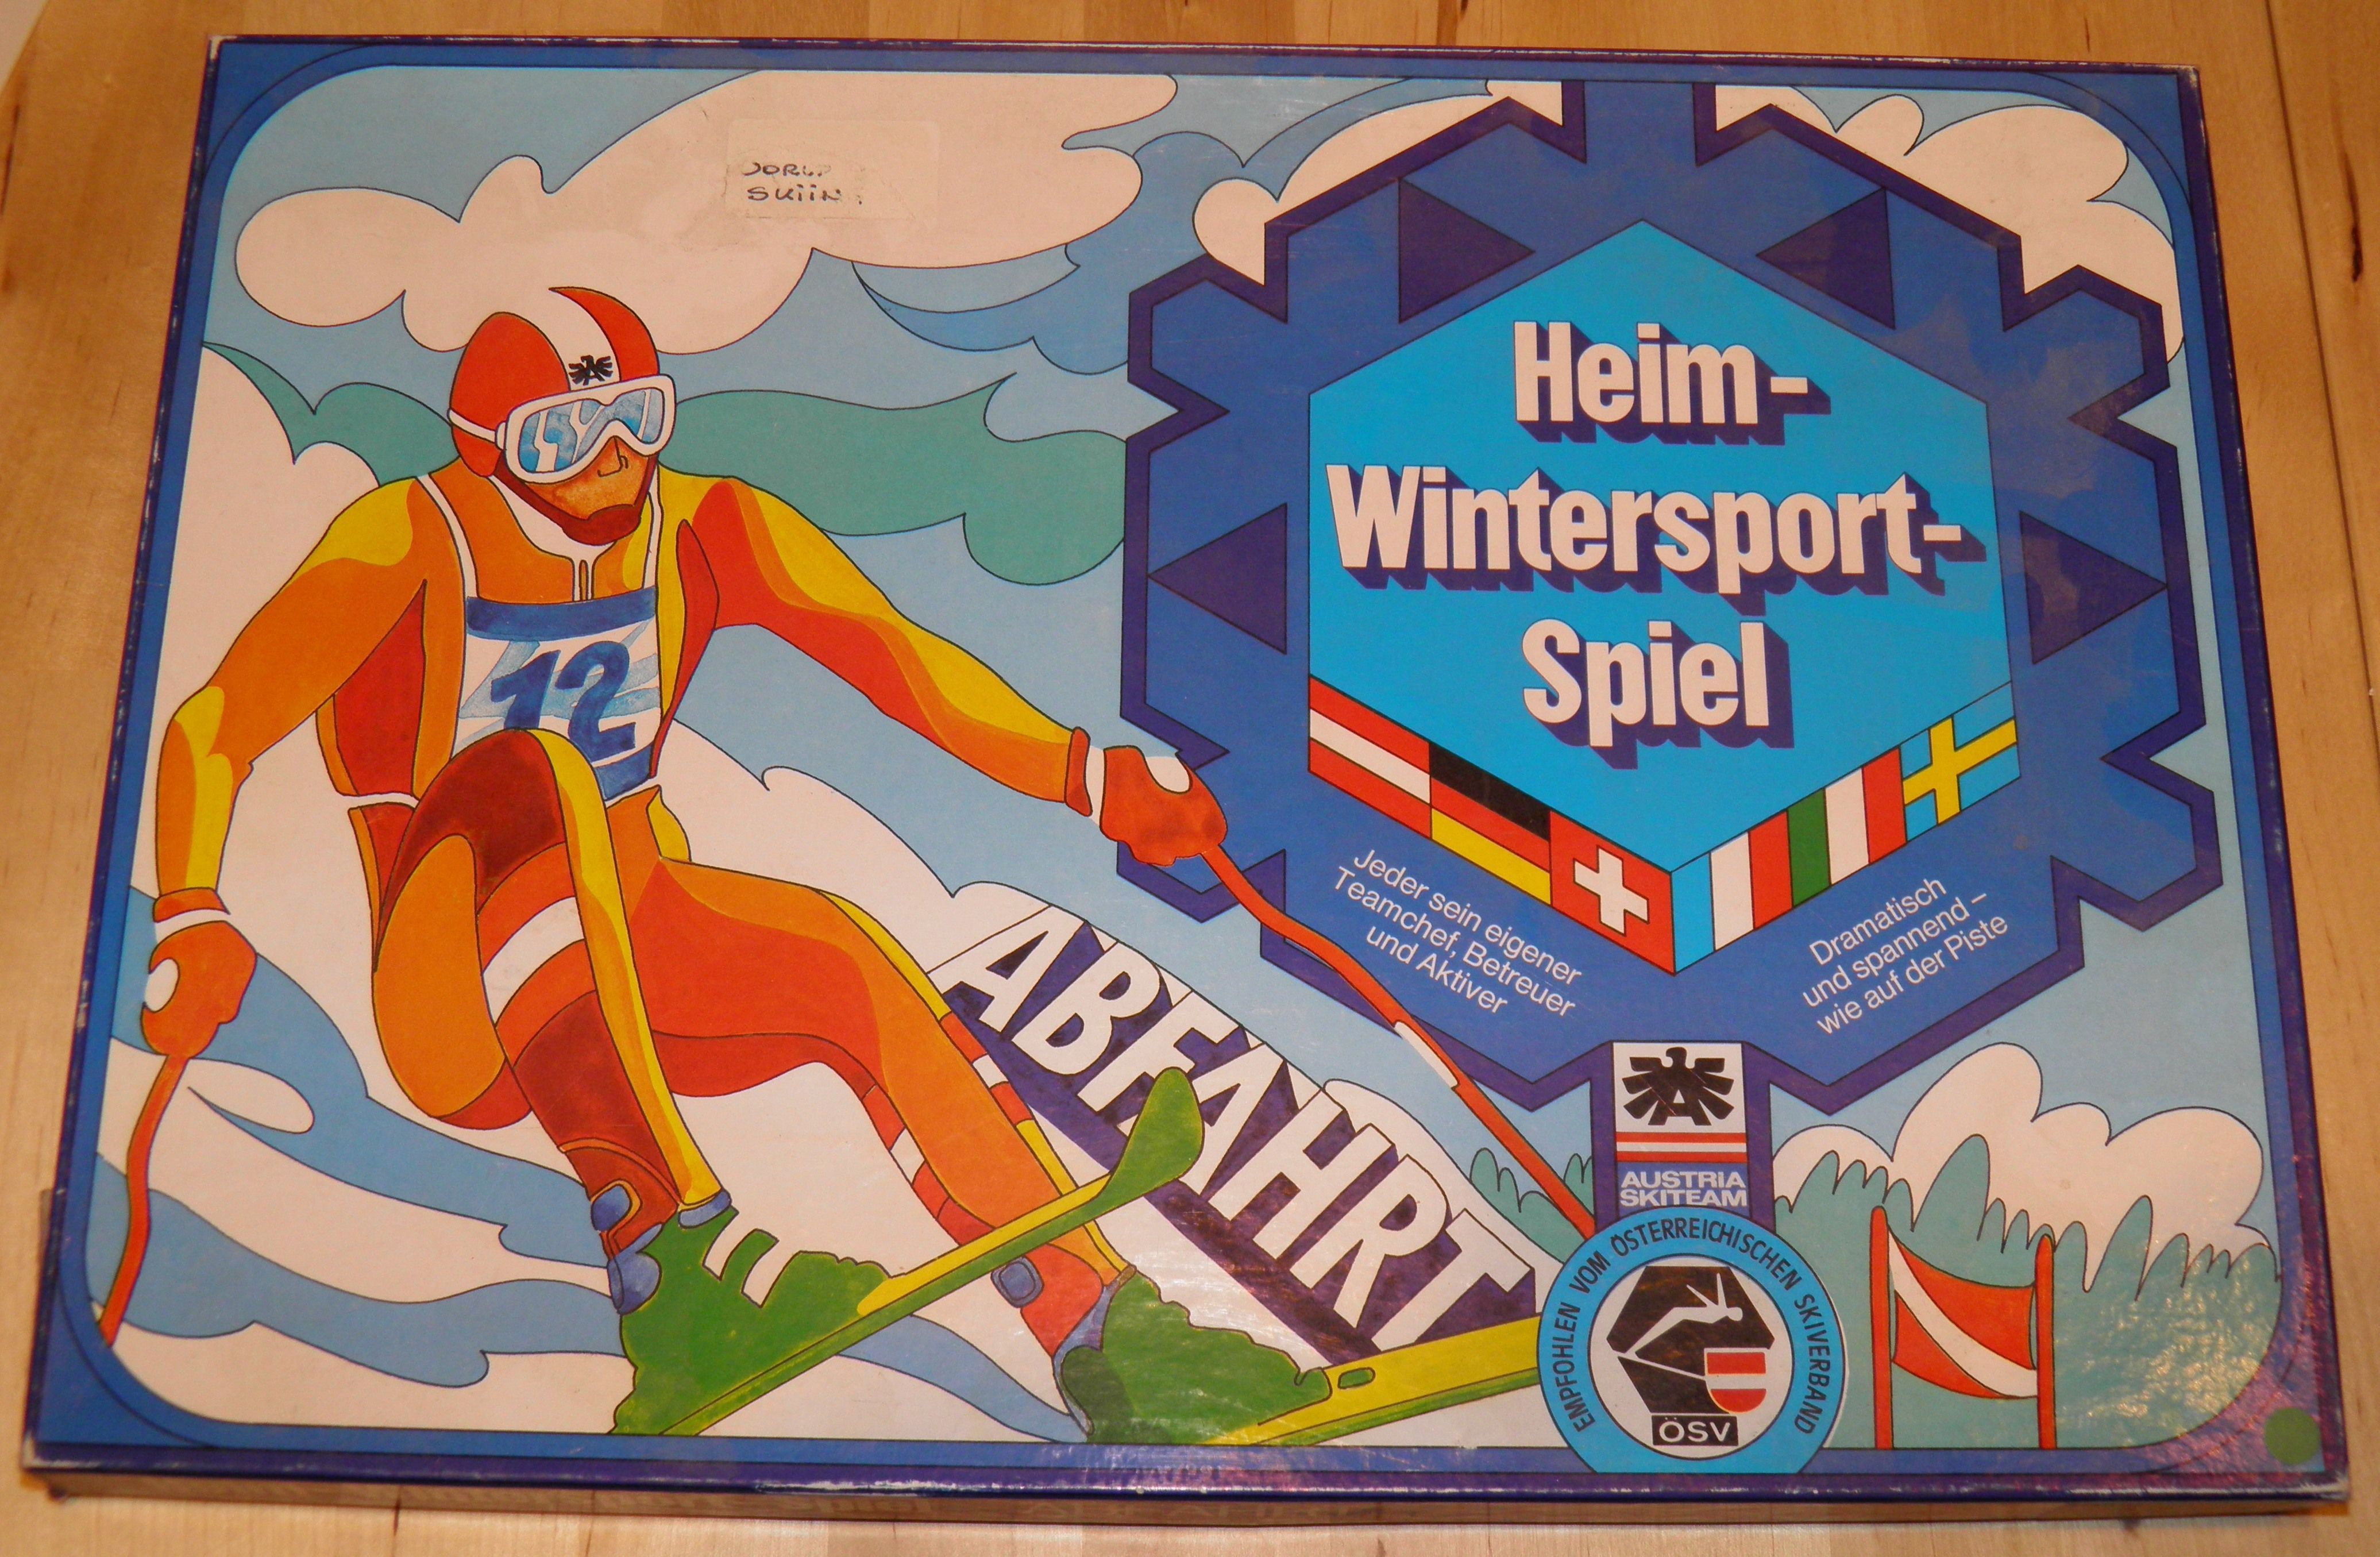 SKiiN
12
Heim-
Wintersport-
Spiel
Jeder sein eigener
Teamchef, Betreuer
und Aktiver
Dramatisch
und spannend –
wie auf der Piste
ABFAHRT
AUSTRIA
SKITEAM
EMPFOHLEN VOM ÖSTERREICHISCHEN SKIVERBAND
ÖSV